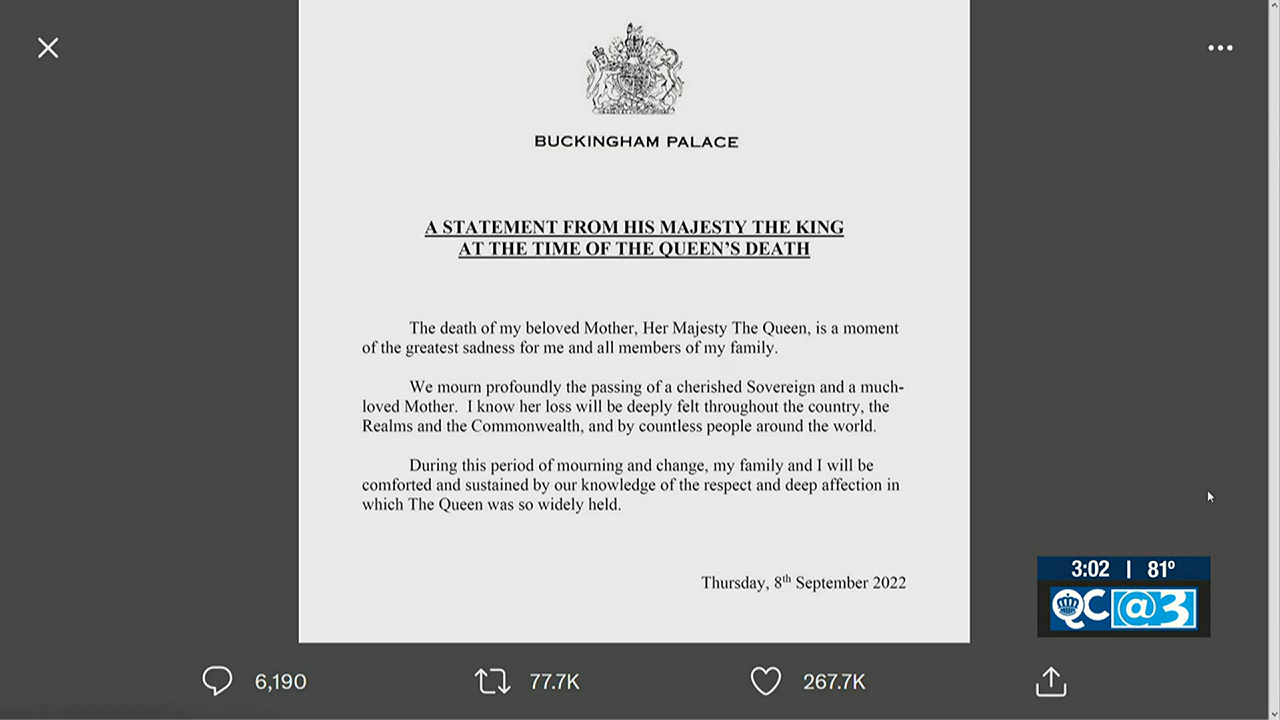 BUCKINGHAM PALACE
A STATEMENT FROM HIS MAJESTY THE KING
AT THE TIME OF THE QUEEN'S DEATH
The death of my beloved Mother, Her Majesty The Queen, is a moment
of the greatest sadness for me and all members of my family.
We mourn profoundly the passing of a cherished Sovereign and a much-
loved Mother. I know her loss will be deeply felt throughout the country, the
Realms and the Commonwealth, and by countless people around the world.
During this period of mourning and change, my family and I will be
comforted and sustained by our knowledge of the respect and deep affection in
which The Queen was so widely held.
Thursday, 8th September 2022
3:02 | 81°
QC@3
6,190 77.7K 267.7K